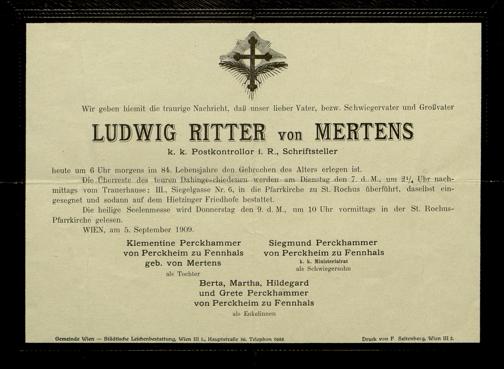 Wir geben hiemit die traurige Nachricht, daß unser lieber Vater, bezw. Schwiegervater und Großvater
LUDWIG RITTER von MERTENS
k. k. Postkontrollor i. R., Schriftsteller
heute um 6 Uhr morgens im 84. Lebensjahre den Gebrechen des Alters erlegen ist.
Die Überreste des teuren Dahingeschiedenen werden am Dienstag den 7. d. M., um 2¼ Uhr nach-
mittags vom Trauerhause: III., Siegelgasse Nr. 6, in die Pfarrkirche zu St. Rochus überführt, daselbst ein-
gesegnet und sodann auf dem Hietzinger Friedhofe bestattet.
Die heilige Seelenmesse wird Donnerstag den 9. d. M., um 10 Uhr vormittags in der St. Rochus-
Pfarrkirche gelesen.
WIEN, am 5. September 1909.
Klementine Perckhammer
von Perckheim zu Fennhals
geb. von Mertens
als Tochter
Siegmund Perckhammer
von Perckheim zu Fennhals
k. k. Ministerialrat
als Schwiegersohn
Berta, Martha, Hildegard
und Grete Perckhammer
von Perckheim zu Fennhals
als Enkelinnen
Gemeinde Wien — Städtische Leichenbestattung, Wien III 1., Hauptstraße Telephon
Druck von F. Seitenberg, Wien III 2.